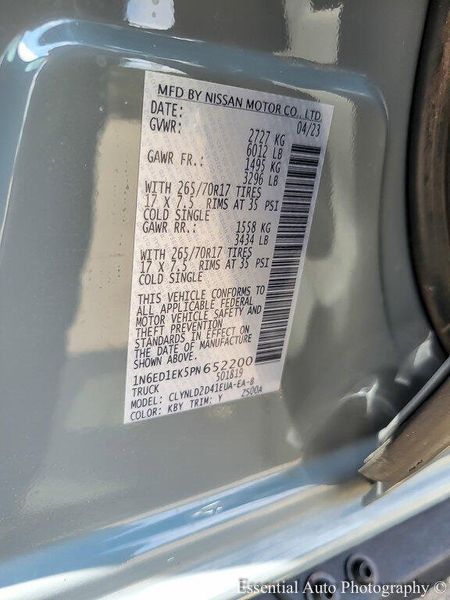 MFD BY NISSAN MOTOR CO., LTD.
DATE: 04/23
GVWR: 2727 KG
6012 LB
GAWR FR.: 1495 KG
3296 LB
WITH 265/70R17 TIRES
17 X 7.5 RIMS AT 35 PSI
COLD SINGLE
GAWR RR.: 1558 KG
3434 LB
WITH 265/70R17 TIRES
17 X 7.5 RIMS AT 35 PSI
COLD SINGLE
THIS VEHICLE CONFORMS TO
ALL APPLICABLE FEDERAL
MOTOR VEHICLE SAFETY AND
THEFT PREVENTION
STANDARDS IN EFFECT ON
THE DATE OF MANUFACTURE
SHOWN ABOVE.
1N6ED1EK5PN652200
TRUCK 501819
MODEL: CLYNLD2D41EUA-EA-B
COLOR: KBY TRIM: Y 2500A
Essential Auto Photography ©